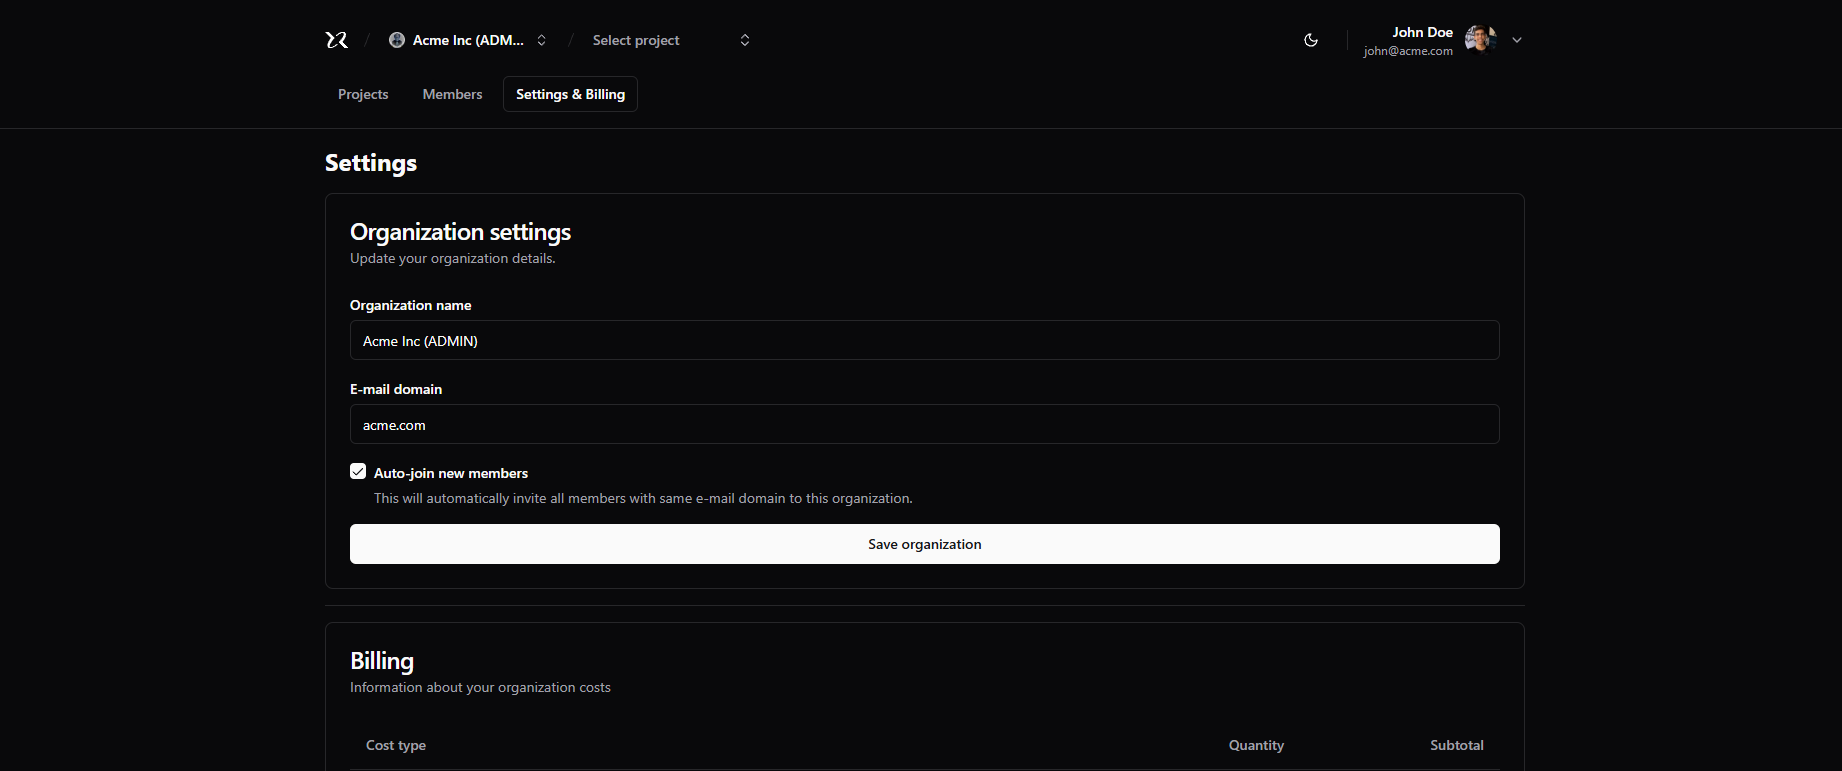 Acme Inc (ADM...
Select project
John Doe
john@acme.com
Projects
Members
Settings & Billing
Settings
Organization settings
Update your organization details.
Organization name
Acme Inc (ADMIN)
E-mail domain
acme.com
Auto-join new members
This will automatically invite all members with same e-mail domain to this organization.
Save organization
Billing
Information about your organization costs
Cost type Quantity Subtotal